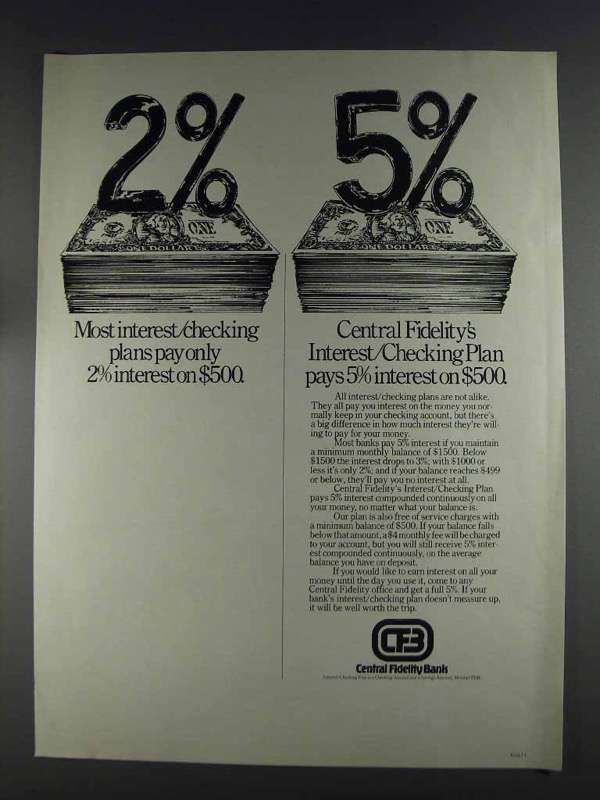 2%
ONE
ONE DOLLAR
Most interest/checking
plans pay only
2% interest on $500.
5%
ONE
ONE DOLLAR
Central Fidelity's
Interest/Checking Plan
pays 5% interest on $500.
All interest/checking plans are not alike.
They all pay you interest on the money you nor-
mally keep in your checking account, but there's
a big difference in how much interest they're will-
ing to pay for your money.
Most banks pay 5% interest if you maintain
a minimum monthly balance of $1500. Below
$1500 the interest drops to 3%; with $1000 or
less it's only 2%; and if your balance reaches $499
or below, they'll pay you no interest at all.
Central Fidelity's Interest/Checking Plan
pays 5% interest compounded continuously on all
your money, no matter what your balance is.
Our plan is also free of service charges with
a minimum balance of $500. If your balance falls
below that amount, a $4 monthly fee will be charged
to your account, but you will still receive 5% inter-
est compounded continuously, on the average
balance you have on deposit.
If you would like to earn interest on all your
money until the day you use it, come to any
Central Fidelity office and get a full 5%. If your
bank's interest/checking plan doesn't measure up,
it will be well worth the trip.
CFB
Central Fidelity Bank